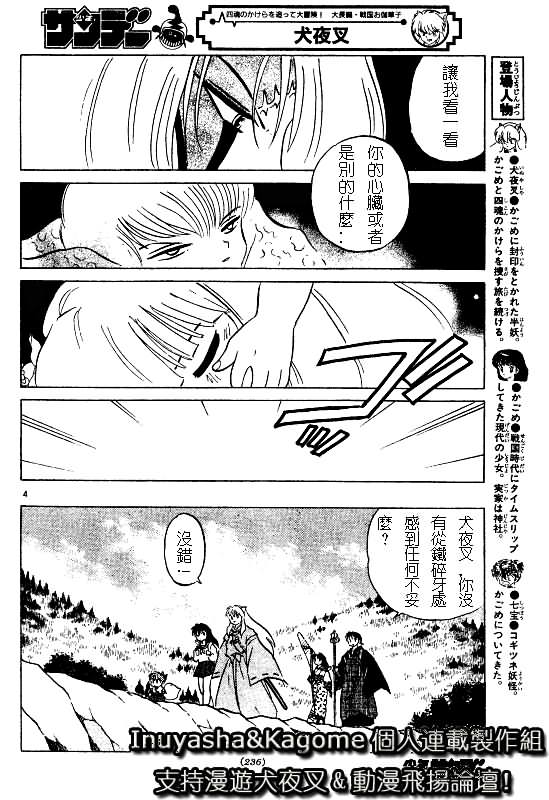 サンデー
四魂のかけらを追って大冒険！ 大長編・戦国お伽草子
犬夜叉
登場人物
とうじょうじんぶつ
●犬夜叉●かごめに封印をとかれた半妖。
かごめと四魂のかけらを捜す旅を続ける。
●かごめ●戦国時代にタイムスリップ
してきた現代の少女。実家は神社。
●七宝●コギツネ妖怪。
かごめについてきた。
讓我看一看
你的心臟或者
是別的什麼…
4
犬夜叉，你沒
有從鐵碎牙處
感到任何不妥
麼？
沒錯－
(236)
Inuyasha&Kagome 個人連載製作組
支持漫遊犬夜叉 & 動漫飛揚論壇！